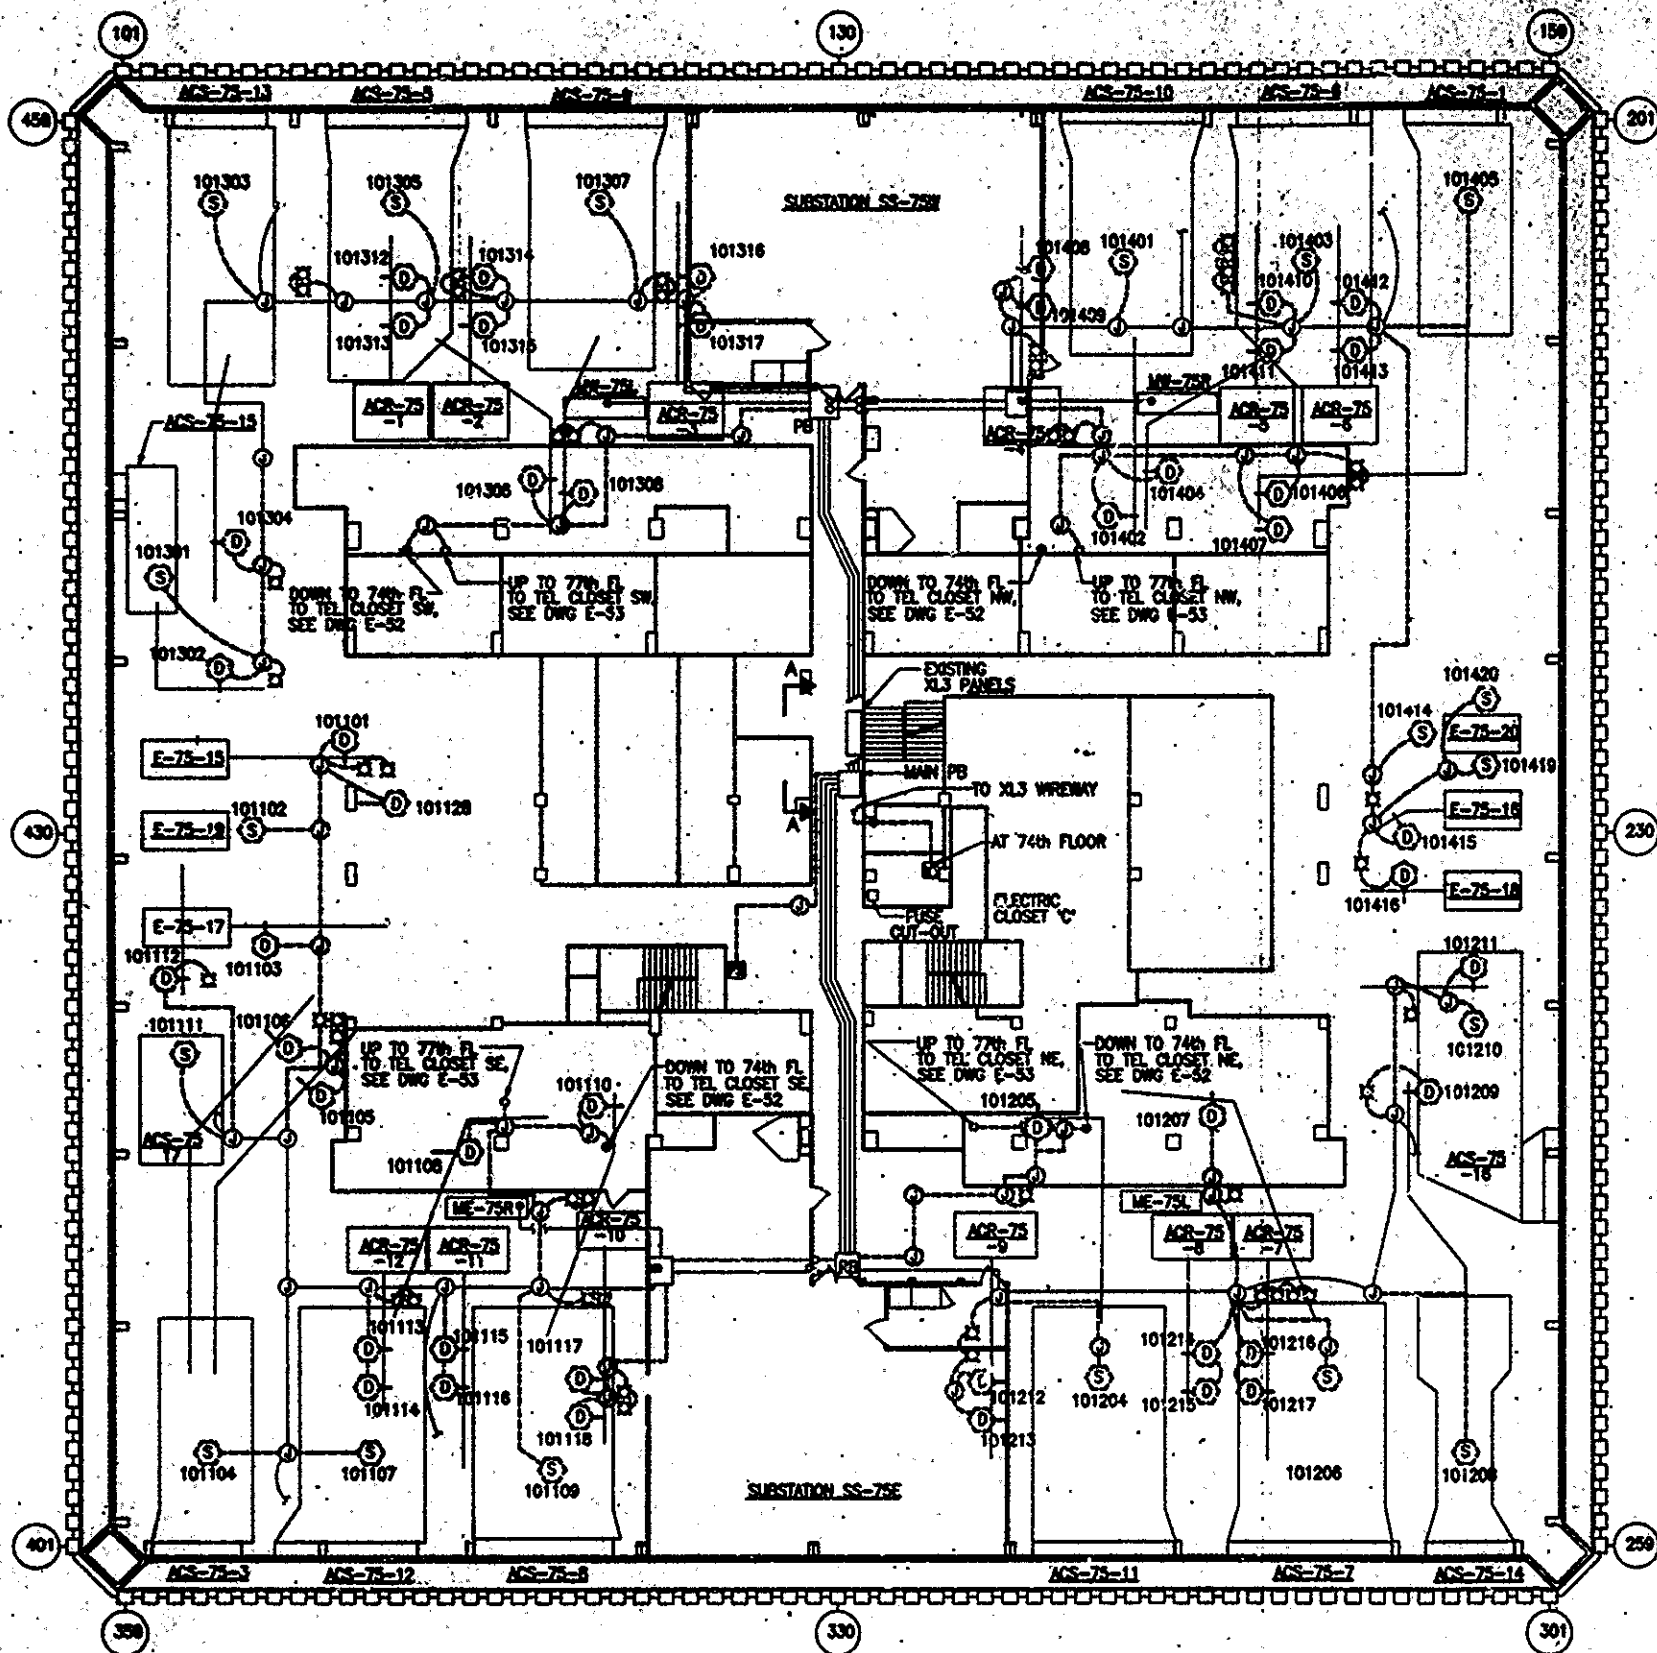 101
130
159
ACS-75-13
ACS-75-5
ACS-75-9
ACS-75-10
ACS-75-6
ACS-75-1
458
201
101303
101305
101307
SUBSTATION SS-75W
101405
101312
101314
101316
101408
101401
101403
101410
101412
101313
101315
101317
101409
101411
101413
MW-75L
MW-75R
ACR-75
-1
ACR-75
-2
ACR-75
-3
PB
ACR-75
ACR-75
-5
ACR-75
-6
ACS-75-15
101306
101308
101404
101406
101304
101402
101407
101301
DOWN TO 74th FL
TO TEL CLOSET SW,
SEE DWG E-52
UP TO 77th FL
TO TEL CLOSET SW,
SEE DWG E-53
DOWN TO 74th FL
TO TEL CLOSET NW,
SEE DWG E-52
UP TO 77th FL
TO TEL CLOSET NW,
SEE DWG E-53
101302
A
EXISTING
XL3 PANELS
101420
101101
101414
E-75-20
E-75-15
MAIN PB
101419
101102
101128
TO XL3 WIREWAY
E-75-16
430
E-75-19
A
101415
230
AT 74th FLOOR
E-75-18
E-75-17
FUSE
CUT-OUT
ELECTRIC
CLOSET 'C'
101416
101112
101103
101211
101111
101106
101210
UP TO 77th FL
TO TEL CLOSET SE,
SEE DWG E-53
101110
DOWN TO 74th FL
TO TEL CLOSET SE,
SEE DWG E-52
UP TO 77th FL
TO TEL CLOSET NE,
SEE DWG E-53
DOWN TO 74th FL
TO TEL CLOSET NE,
SEE DWG E-52
101105
101205
101207
101209
ACS-75
17
101108
ACS-75
-16
ME-75R
ME-75L
ACR-75
-12
ACR-75
-11
ACR-75
-10
ACR-75
-9
ACR-75
-8
ACR-75
-7
PB
101113
101115
101117
101214
101216
101114
101116
101212
101204
101215
101217
101118
101213
101104
101107
101109
101206
101208
SUBSTATION SS-75E
401
259
ACS-75-3
ACS-75-12
ACS-75-8
ACS-75-11
ACS-75-7
ACS-75-14
359
330
301